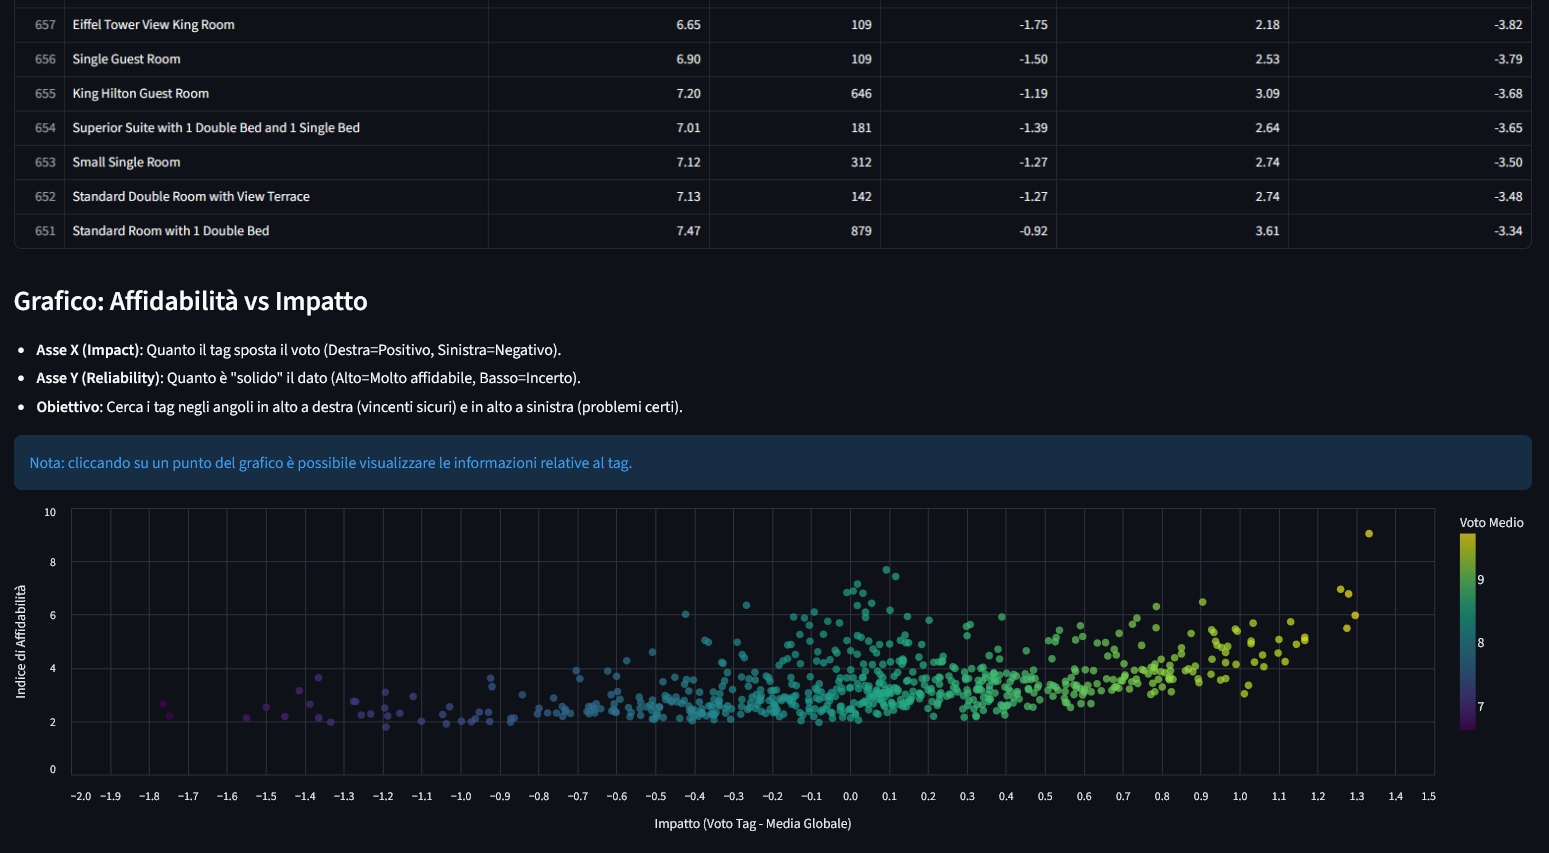 657 Eiffel Tower View King Room 6.65 109 -1.75 2.18 -3.82
656 Single Guest Room 6.90 109 -1.50 2.53 -3.79
655 King Hilton Guest Room 7.20 646 -1.19 3.09 -3.68
654 Superior Suite with 1 Double Bed and 1 Single Bed 7.01 181 -1.39 2.64 -3.65
653 Small Single Room 7.12 312 -1.27 2.74 -3.50
652 Standard Double Room with View Terrace 7.13 142 -1.27 2.74 -3.48
651 Standard Room with 1 Double Bed 7.47 879 -0.92 3.61 -3.34
Grafico: Affidabilità vs Impatto
• Asse X (Impact): Quanto il tag sposta il voto (Destra=Positivo, Sinistra=Negativo).
• Asse Y (Reliability): Quanto è "solido" il dato (Alto=Molto affidabile, Basso=Incerto).
• Obiettivo: Cerca i tag negli angoli in alto a destra (vincenti sicuri) e in alto a sinistra (problemi certi).
Nota: cliccando su un punto del grafico è possibile visualizzare le informazioni relative al tag.
Indice di Affidabilità
10
8
6
4
2
0
−2.0 −1.9 −1.8 −1.7 −1.6 −1.5 −1.4 −1.3 −1.2 −1.1 −1.0 −0.9 −0.8 −0.7 −0.6 −0.5 −0.4 −0.3 −0.2 −0.1 0.0 0.1 0.2 0.3 0.4 0.5 0.6 0.7 0.8 0.9 1.0 1.1 1.2 1.3 1.4 1.5
Impatto (Voto Tag - Media Globale)
Voto Medio
9
8
7